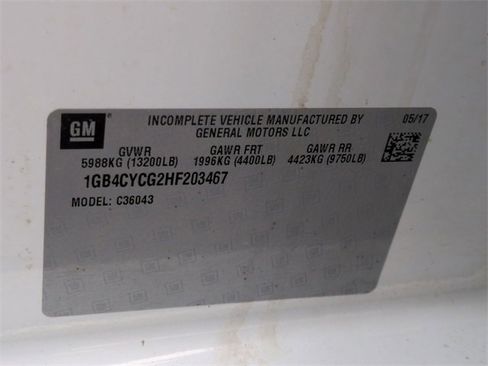 GM
INCOMPLETE VEHICLE MANUFACTURED BY
GENERAL MOTORS LLC
05/17
GVWR GAWR FRT GAWR RR
5988KG (13200LB) 1996KG (4400LB) 4423KG (9750LB)
1GB4CYCG2HF203467
MODEL: C36043